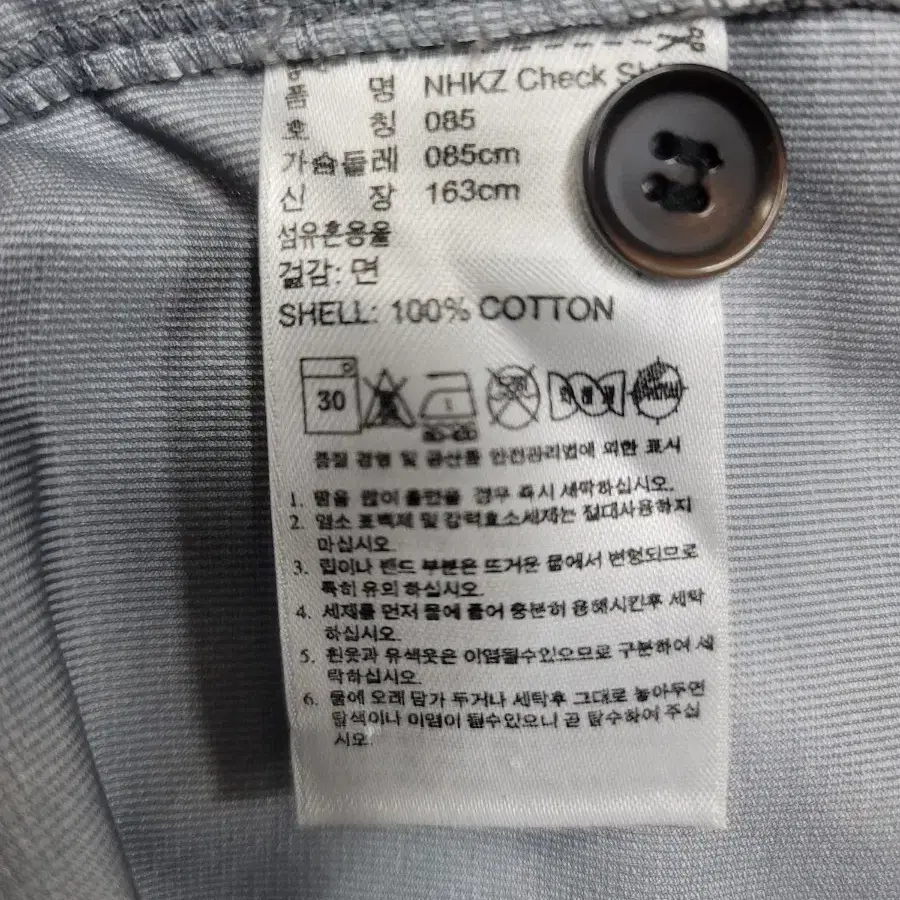 품 명 NHKZ Check
호 칭 085
가슴둘레 085cm
신 장 163cm
섬유혼용율
겉감: 면
SHELL: 100% COTTON
30
품질 경영 및 공산품 안전관리법에 의한 표시
1. 땀을 많이 흘렸을 경우 즉시 세탁하십시오.
2. 염소 표백제 및 강력효소세제는 절대사용하지
마십시오.
3. 립이나 밴드 부분은 뜨거운 물에서 변형되므로
특히 유의 하십시오.
4. 세제를 먼저 물에 풀어 충분히 용해시킨후 세탁
하십시오.
5. 흰옷과 유색옷은 이염될수있으므로 구분하여 세
탁하십시오.
6. 물에 오래 담가 두거나 세탁후 그대로 놓아두면
탈색이나 이염이 될수있으니 곧 탈수하여 주십
시오.